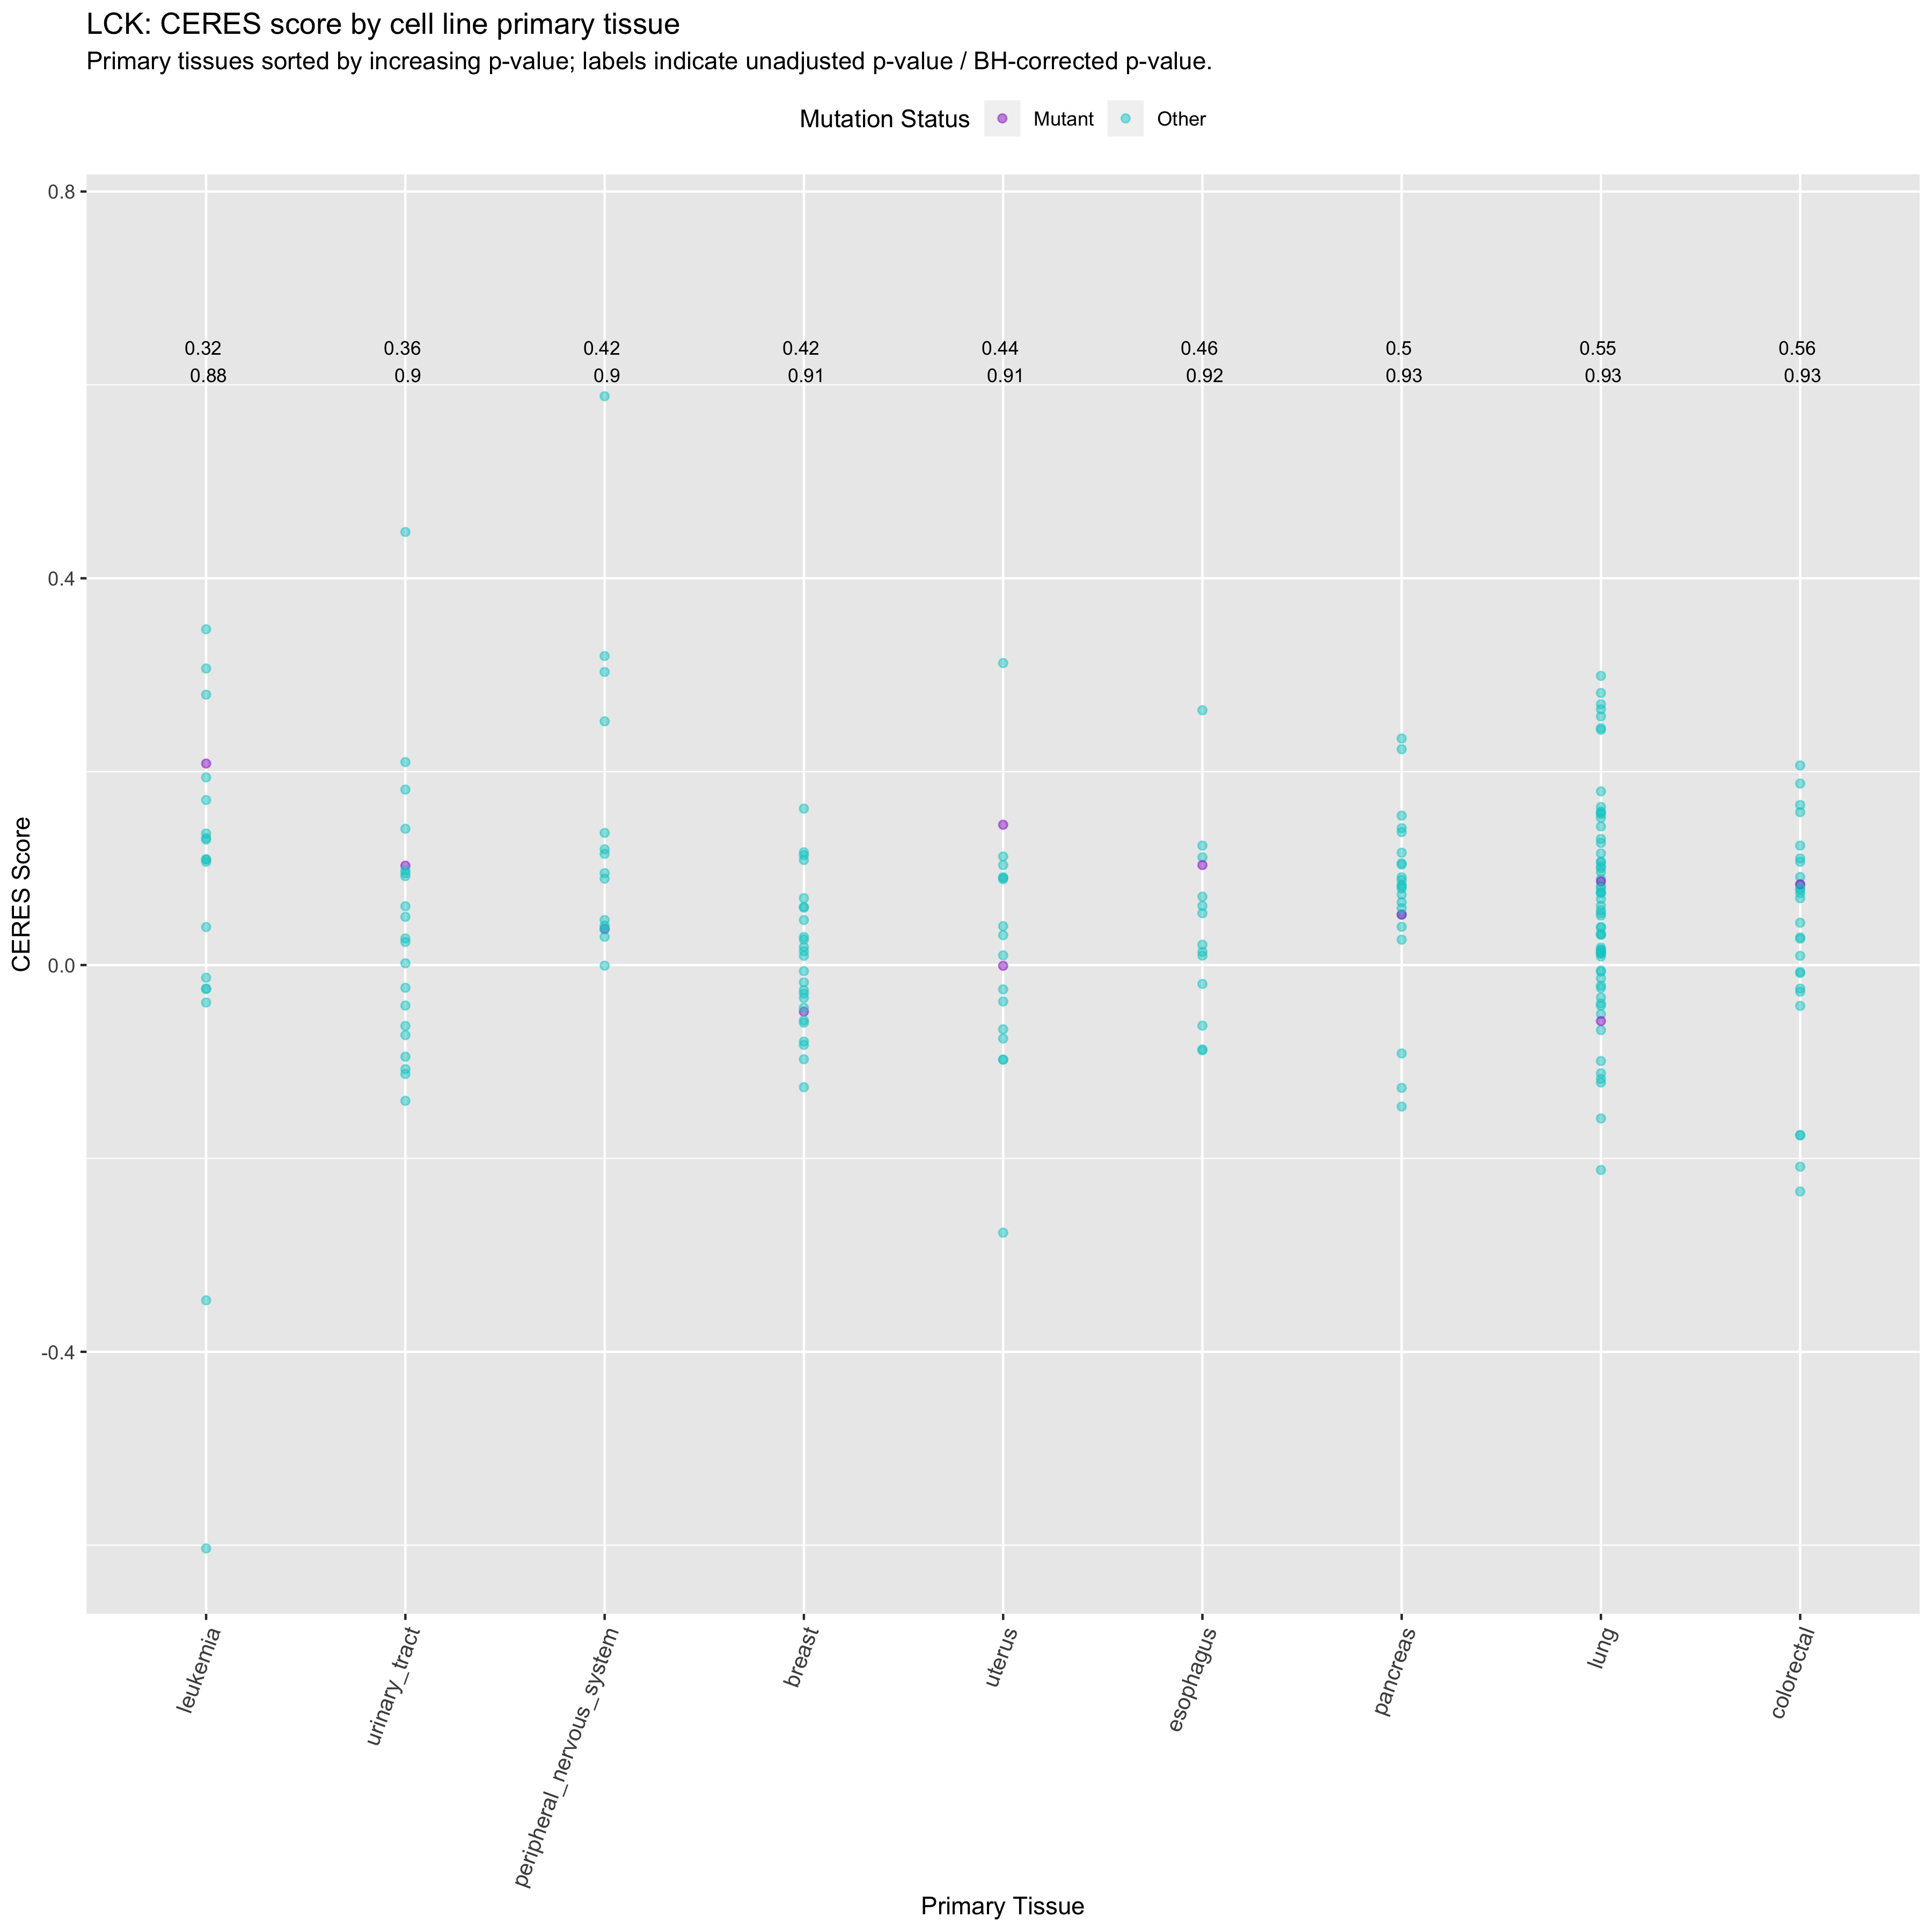 LCK: CERES score by cell line primary tissue
Primary tissues sorted by increasing p-value; labels indicate unadjusted p-value / BH-corrected p-value.
Mutation Status Mutant Other
0.8
0.32 0.36 0.42 0.42 0.44 0.46 0.5 0.55 0.56
0.88 0.9 0.9 0.91 0.91 0.92 0.93 0.93 0.93
0.4
CERES Score
0.0
-0.4
leukemia urinary_tract peripheral_nervous_system breast uterus esophagus pancreas lung colorectal
Primary Tissue